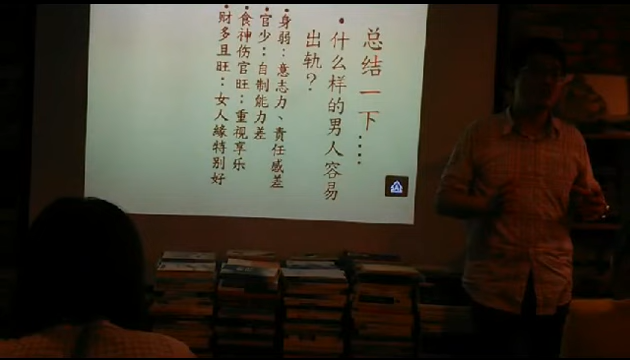 总结一下....
•什么样的男人容易
出轨?
•身弱:意志力、責任感差
•官少:自制能力差
•食神伤官旺:重视享乐
•财多且旺:女人緣特别好